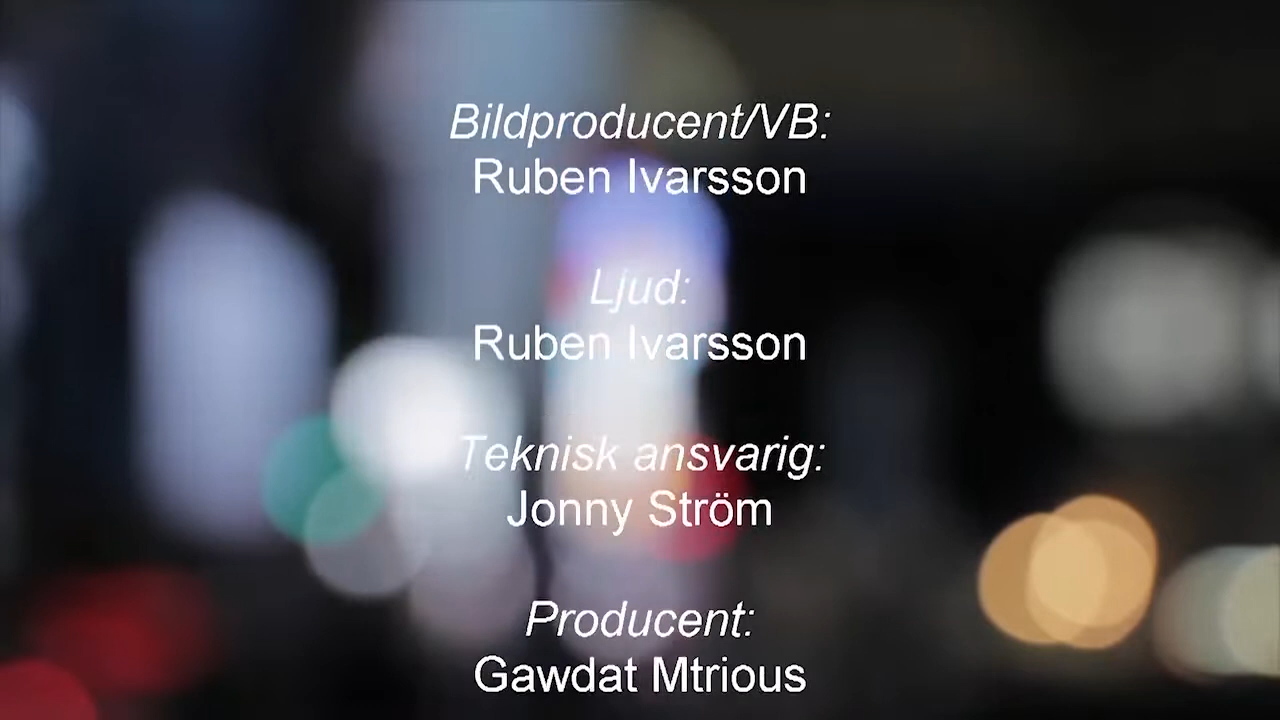 Bildproducent/VB:
Ruben Ivarsson
Ljud:
Ruben Ivarsson
Teknisk ansvarig:
Jonny Ström
Producent:
Gawdat Mtrious